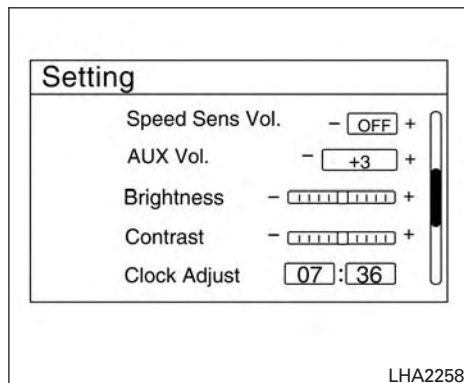 Setting
Speed Sens Vol. – OFF +
AUX Vol. – +3 +
Brightness – +
Contrast – +
Clock Adjust 07 : 36
LHA2258